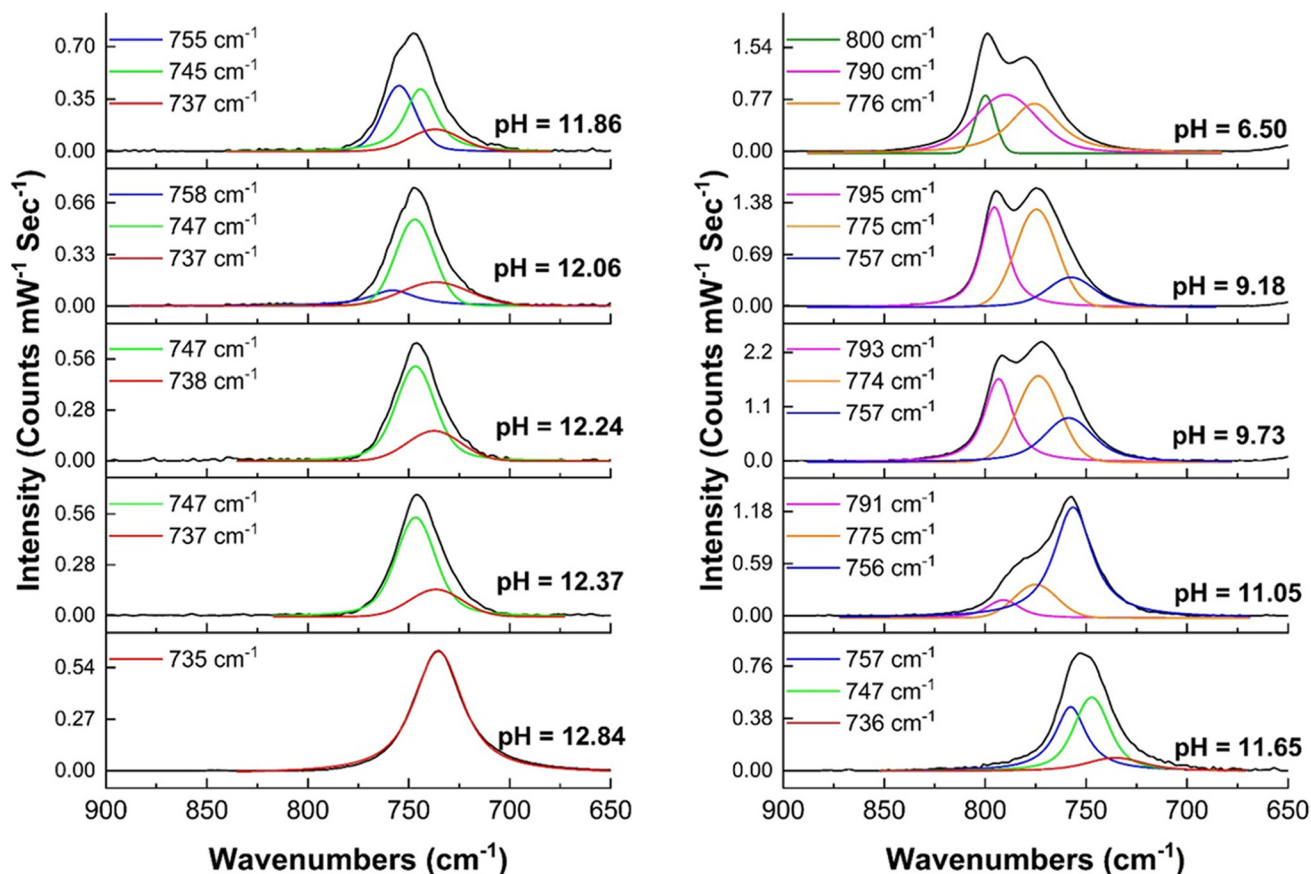 Intensity (Counts mW-1 Sec-1)
0.70
0.35
0.00
755 cm-1
745 cm-1
737 cm-1
pH = 11.86
0.66
0.33
0.00
758 cm-1
747 cm-1
737 cm-1
pH = 12.06
0.56
0.28
0.00
747 cm-1
738 cm-1
pH = 12.24
0.56
0.28
0.00
747 cm-1
737 cm-1
pH = 12.37
0.54
0.27
0.00
735 cm-1
pH = 12.84
900 850 800 750 700 650
Wavenumbers (cm-1)
Intensity (Counts mW-1 Sec-1)
1.54
0.77
0.00
800 cm-1
790 cm-1
776 cm-1
pH = 6.50
1.38
0.69
0.00
795 cm-1
775 cm-1
757 cm-1
pH = 9.18
2.2
1.1
0.0
793 cm-1
774 cm-1
757 cm-1
pH = 9.73
1.18
0.59
0.00
791 cm-1
775 cm-1
756 cm-1
pH = 11.05
0.76
0.38
0.00
757 cm-1
747 cm-1
736 cm-1
pH = 11.65
900 850 800 750 700 650
Wavenumbers (cm-1)